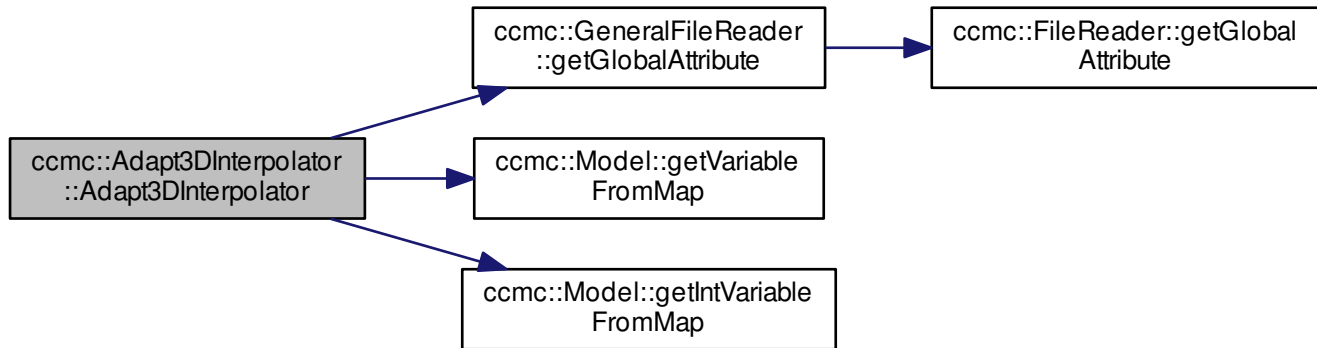 ccmc::GeneralFileReader
::getGlobalAttribute
ccmc::FileReader::getGlobal
Attribute
ccmc::Adapt3DInterpolator
::Adapt3DInterpolator
ccmc::Model::getVariable
FromMap
ccmc::Model::getIntVariable
FromMap